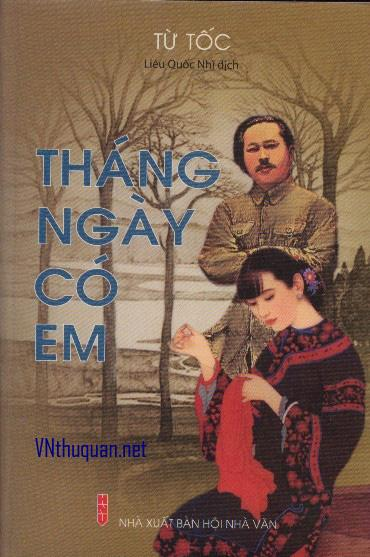 TỪ TỐC
Liêu Quốc Nhĩ dịch
THÁNG
NGÀY
CÓ
EM
VNthuquan.net
NHÀ XUẤT BẢN HỘI NHÀ VĂN